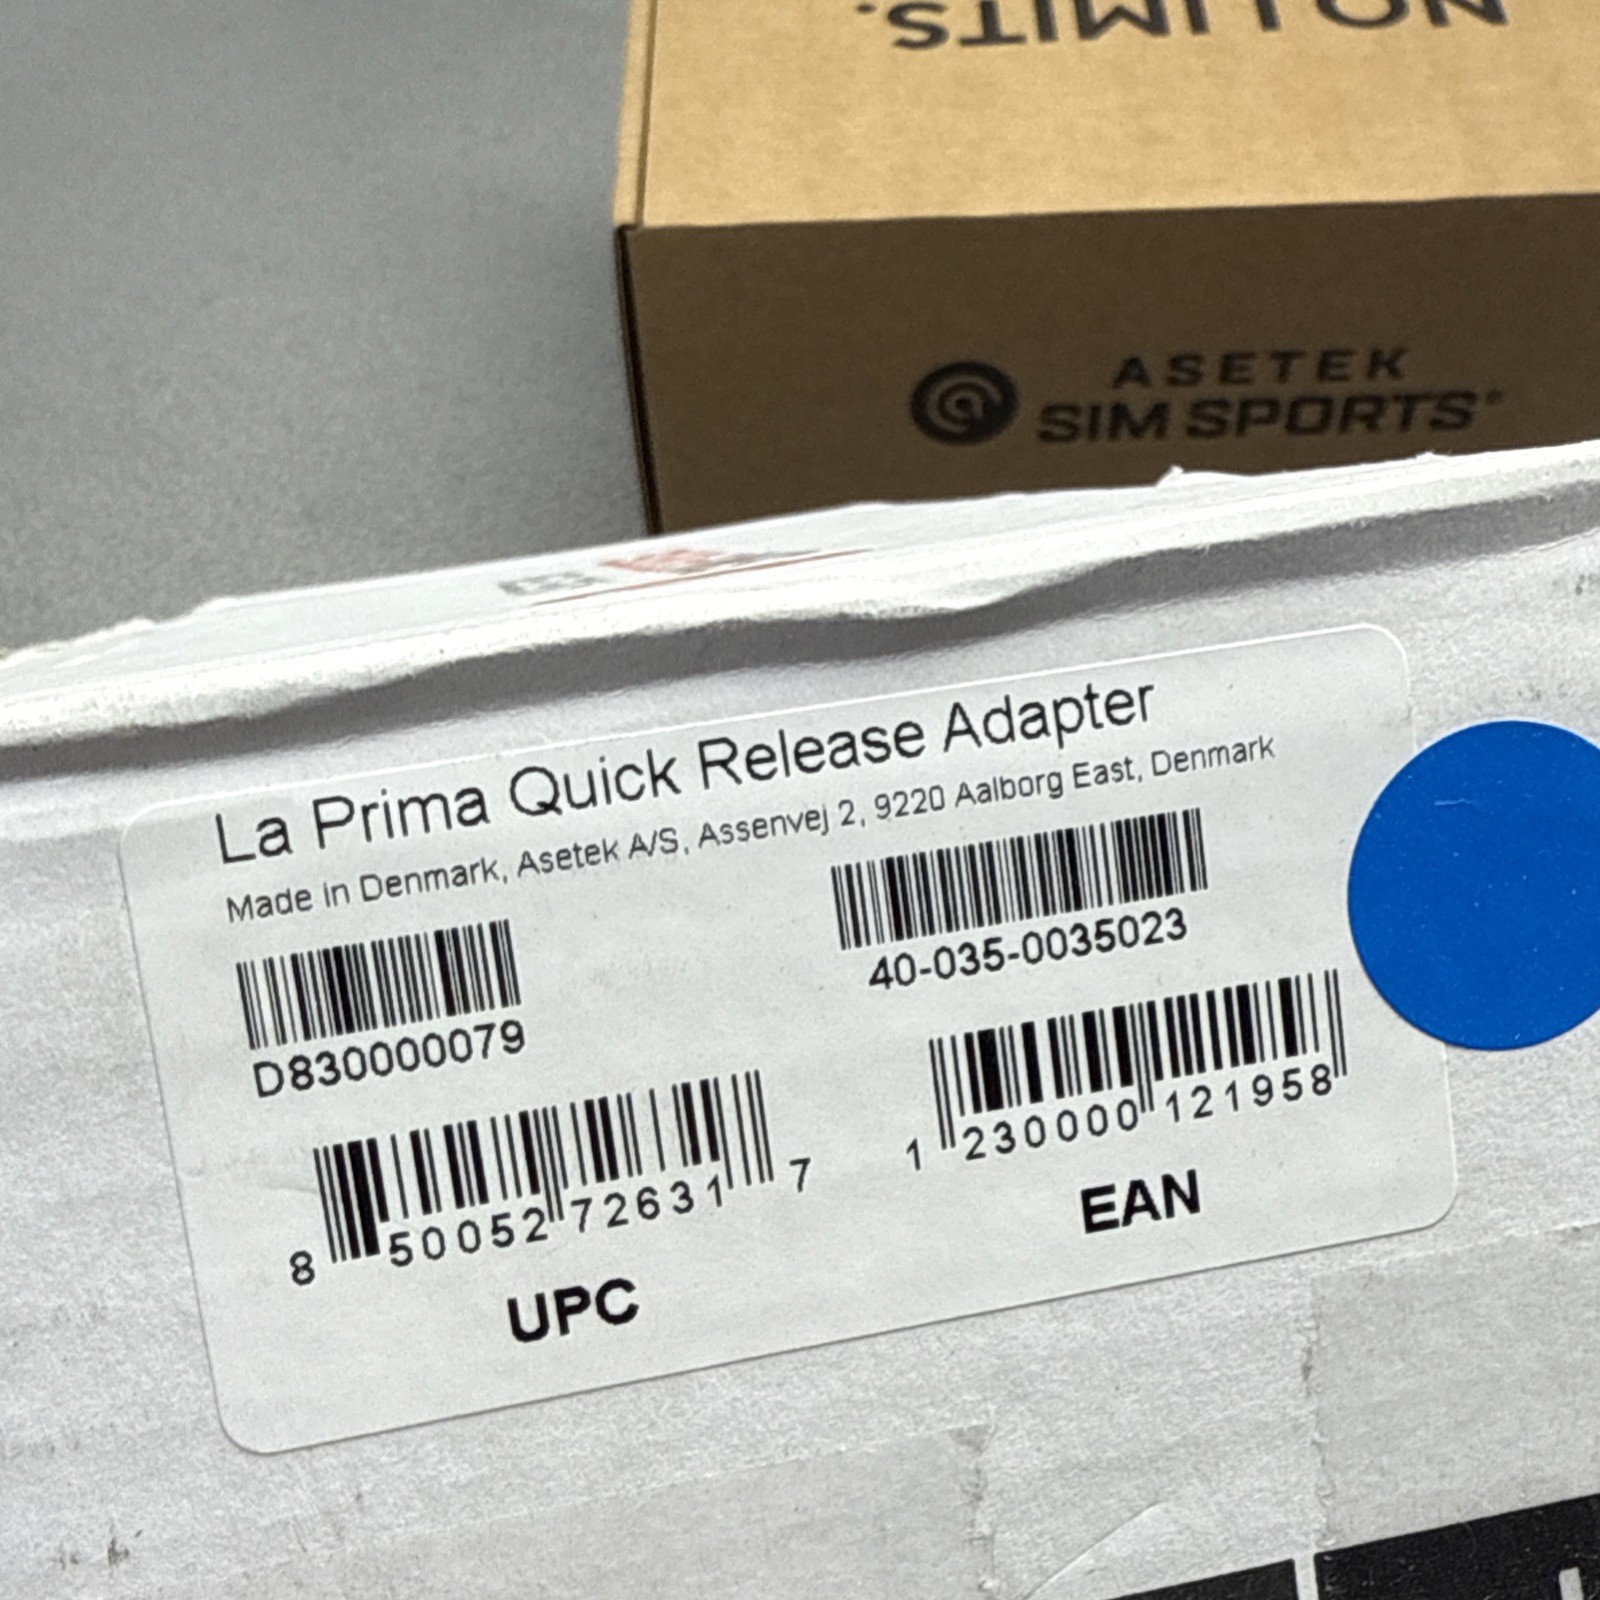 NO LIMITS.
ASETEK
SIM SPORTS®
La Prima Quick Release Adapter
Made in Denmark, Asetek A/S, Assenvej 2, 9220 Aalborg East, Denmark
D830000079
40-035-0035023
8 50052 72631 7
1 230000 121958
UPC
EAN